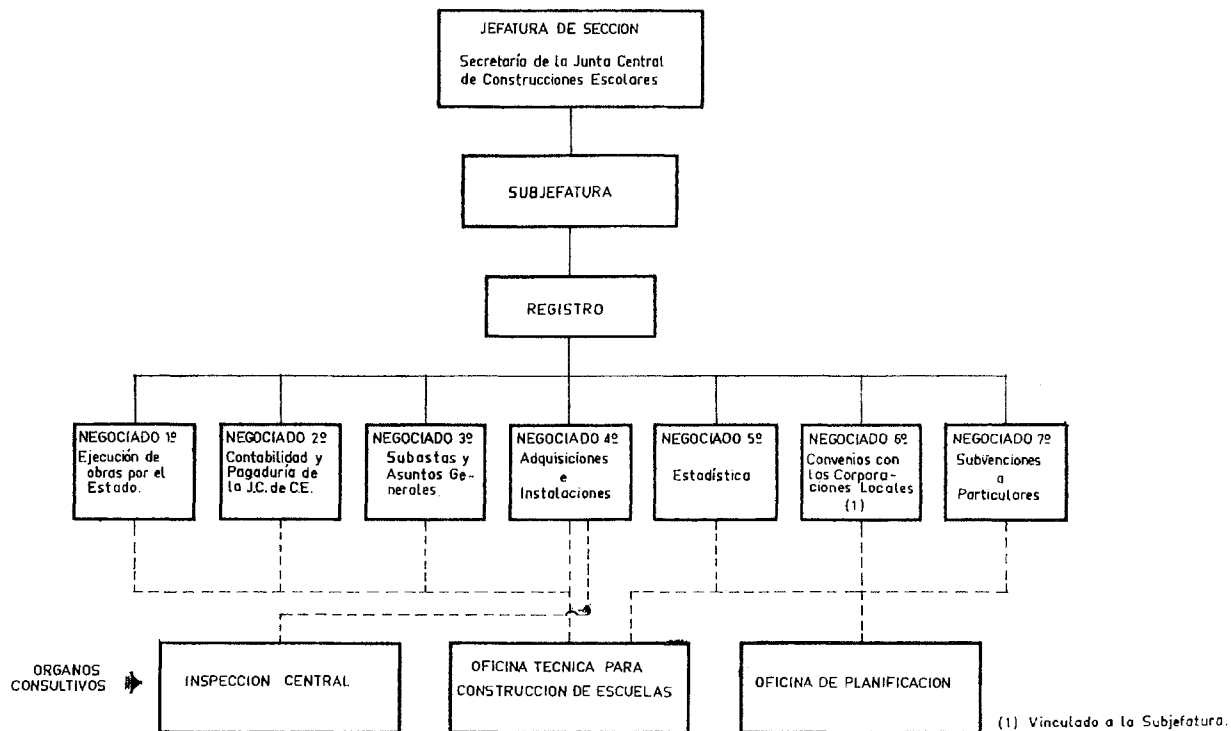 JEFATURA DE SECCION
Secretaría de la Junta Central
de Construcciones Escolares
SUBJEFATURA
REGISTRO
NEGOCIADO 1º
Ejecución de
obras por el
Estado.
NEGOCIADO 2º
Contabilidad y
Pagaduría de
la J.C. de C.E.
NEGOCIADO 3º
Subastas y
Asuntos Ge-
nerales.
NEGOCIADO 4º
Adquisiciones
e
Instalaciones
NEGOCIADO 5º
Estadística
NEGOCIADO 6º
Convenios con
las Corpora-
ciones Locales
(1)
NEGOCIADO 7º
Subvenciones
a
Particulares
ORGANOS
CONSULTIVOS
INSPECCION CENTRAL
OFICINA TECNICA PARA
CONSTRUCCION DE ESCUELAS
OFICINA DE PLANIFICACION
(1) Vinculado a la Subjefatura.